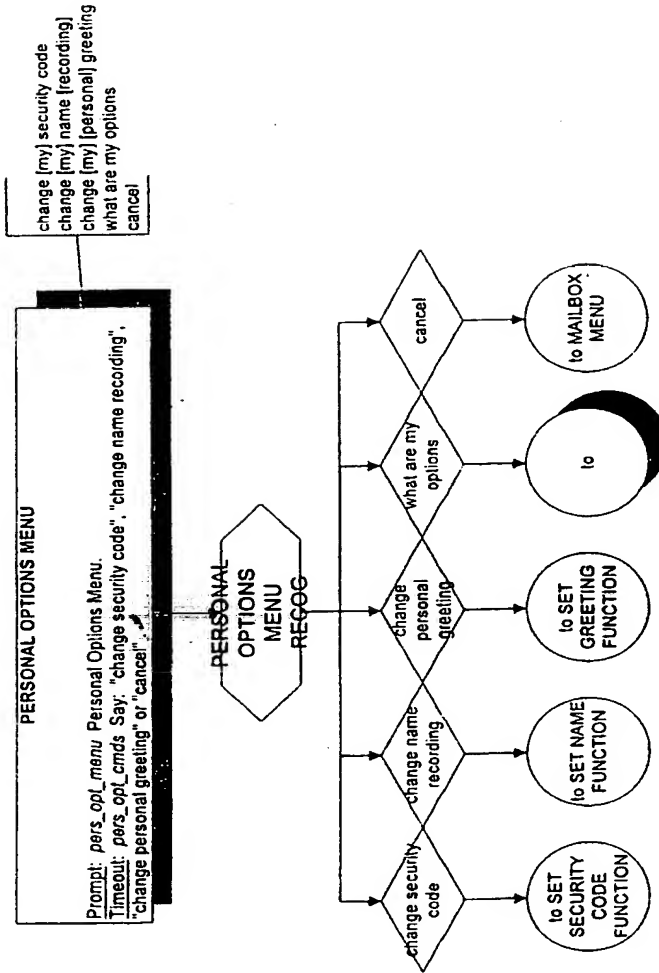 change [my] security code
change [my] name [recording]
change [my] [personal] greeting
what are my options
cancel
PERSONAL OPTIONS MENU
Prompt: pers_opt_menu Personal Options Menu.
Timeout: pers_opt_cmds Say: "change security code", "change name recording",
"change personal greeting" or "cancel".
PERSONAL
OPTIONS
MENU
RECOG
change security
code
change name
recording
change
personal
greeting
what are my
options
cancel
to SET
SECURITY
CODE
FUNCTION
to SET NAME
FUNCTION
to SET
GREETING
FUNCTION
to
to MAILBOX
MENU